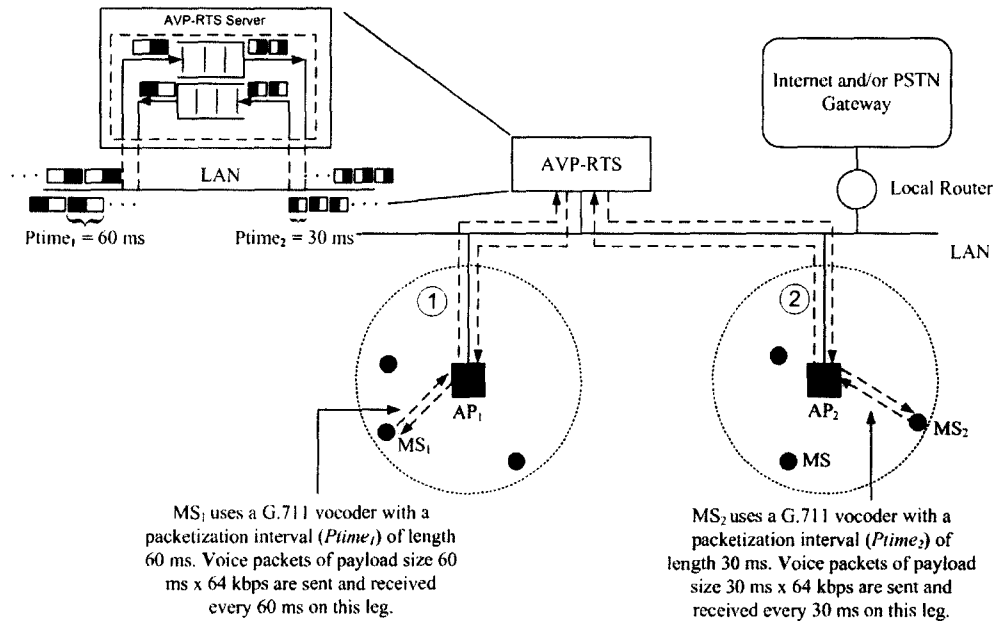 AVP-RTS Server
LAN
Ptime₁ = 60 ms
Ptime₂ = 30 ms
AVP-RTS
Internet and/or PSTN
Gateway
Local Router
LAN
1
2
AP₁
MS₁
AP₂
MS₂
MS
MS₁ uses a G.711 vocoder with a
packetization interval (Ptime₁) of length
60 ms. Voice packets of payload size 60
ms x 64 kbps are sent and received
every 60 ms on this leg.
MS₂ uses a G.711 vocoder with a
packetization interval (Ptime₂) of
length 30 ms. Voice packets of payload
size 30 ms x 64 kbps are sent and
received every 30 ms on this leg.